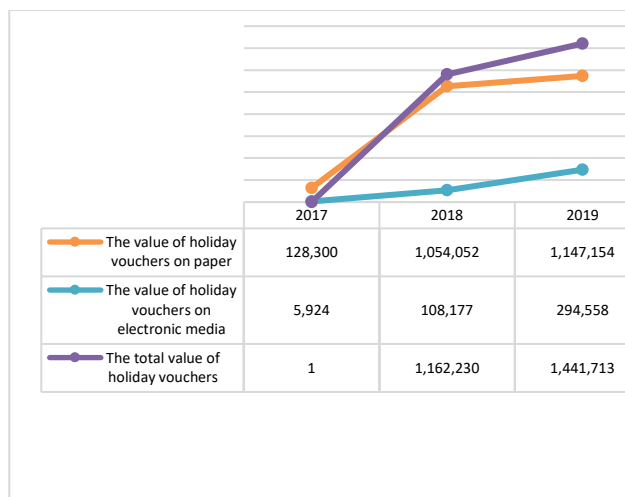 2017 2018 2019
The value of holiday
vouchers on paper
128,300 1,054,052 1,147,154
The value of holiday
vouchers on
electronic media
5,924 108,177 294,558
The total value of
holiday vouchers
1 1,162,230 1,441,713